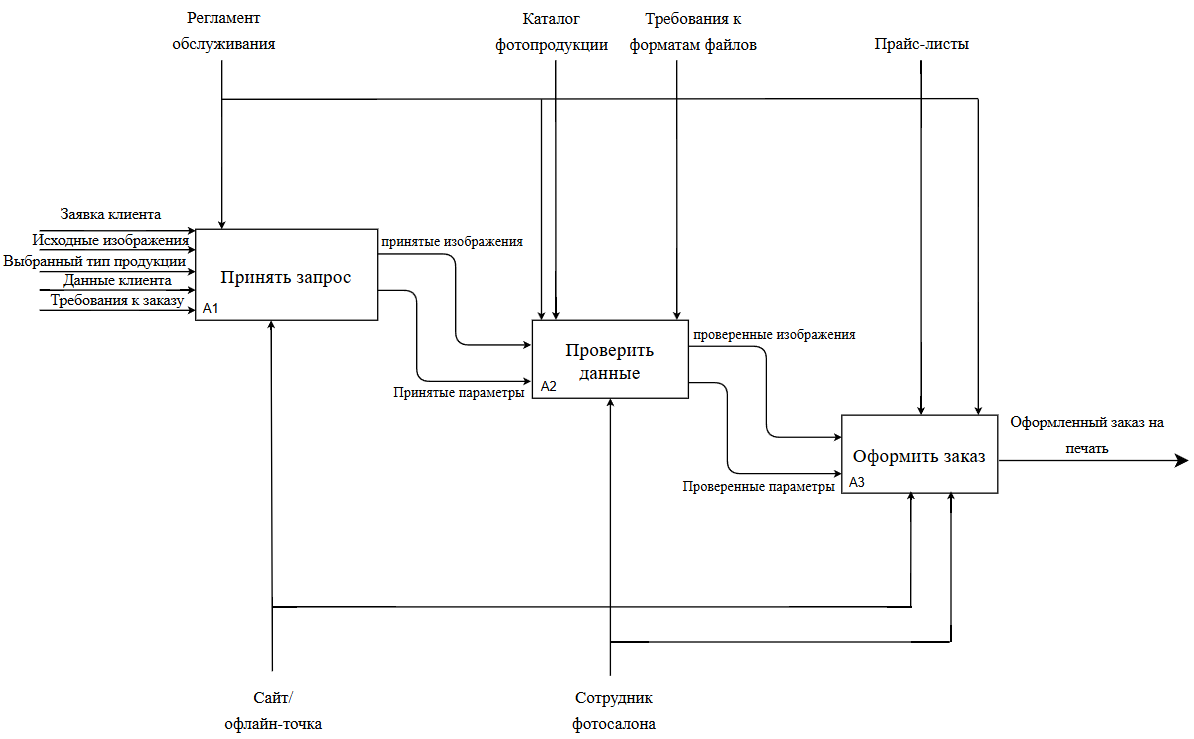 Регламент
обслуживания
Каталог
фотопродукции
Требования к
форматам файлов
Прайс-листы
Заявка клиента
Исходные изображения
Выбранный тип продукции
Данные клиента
Требования к заказу
Принять запрос
A1
принятые изображения
Принятые параметры
Проверить
данные
A2
проверенные изображения
Проверенные параметры
Оформить заказ
A3
Оформленный заказ на
печать
Сайт/
офлайн-точка
Сотрудник
фотосалона